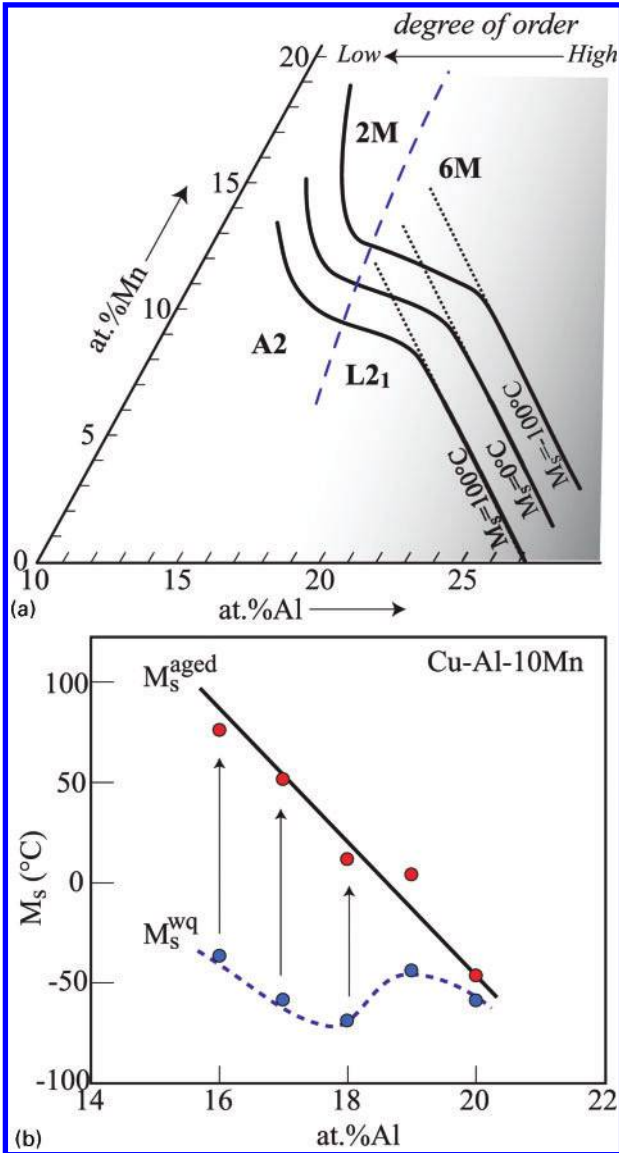 degree of order
Low High
20
2M
6M
15
at.%Mn
10
A2
L2₁
5
Mₛ=100°C
Mₛ=0°C
Mₛ=-100°C
0
10 15 20 25
(a)
at.%Al
Cu-Al-10Mn
100
Mₛᵃᵍᵉᵈ
50
Mₛ (°C)
0
Mₛʷq
-50
-100
14 16 18 20 22
(b)
at.%Al